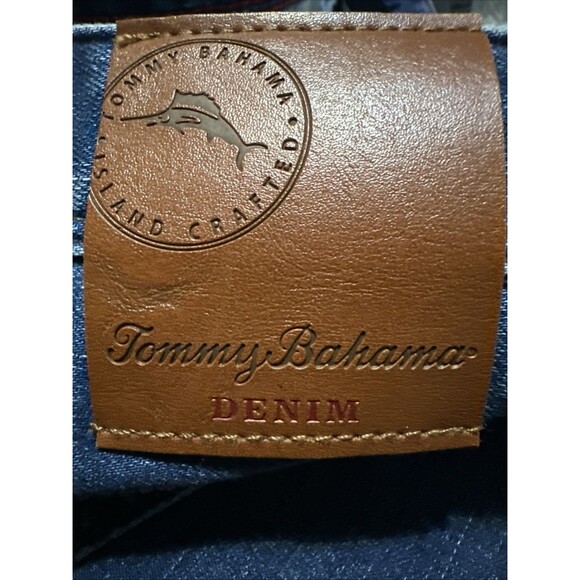 TOMMY BAHAMA •
ISLAND CRAFTED
Tommy Bahama®
DENIM